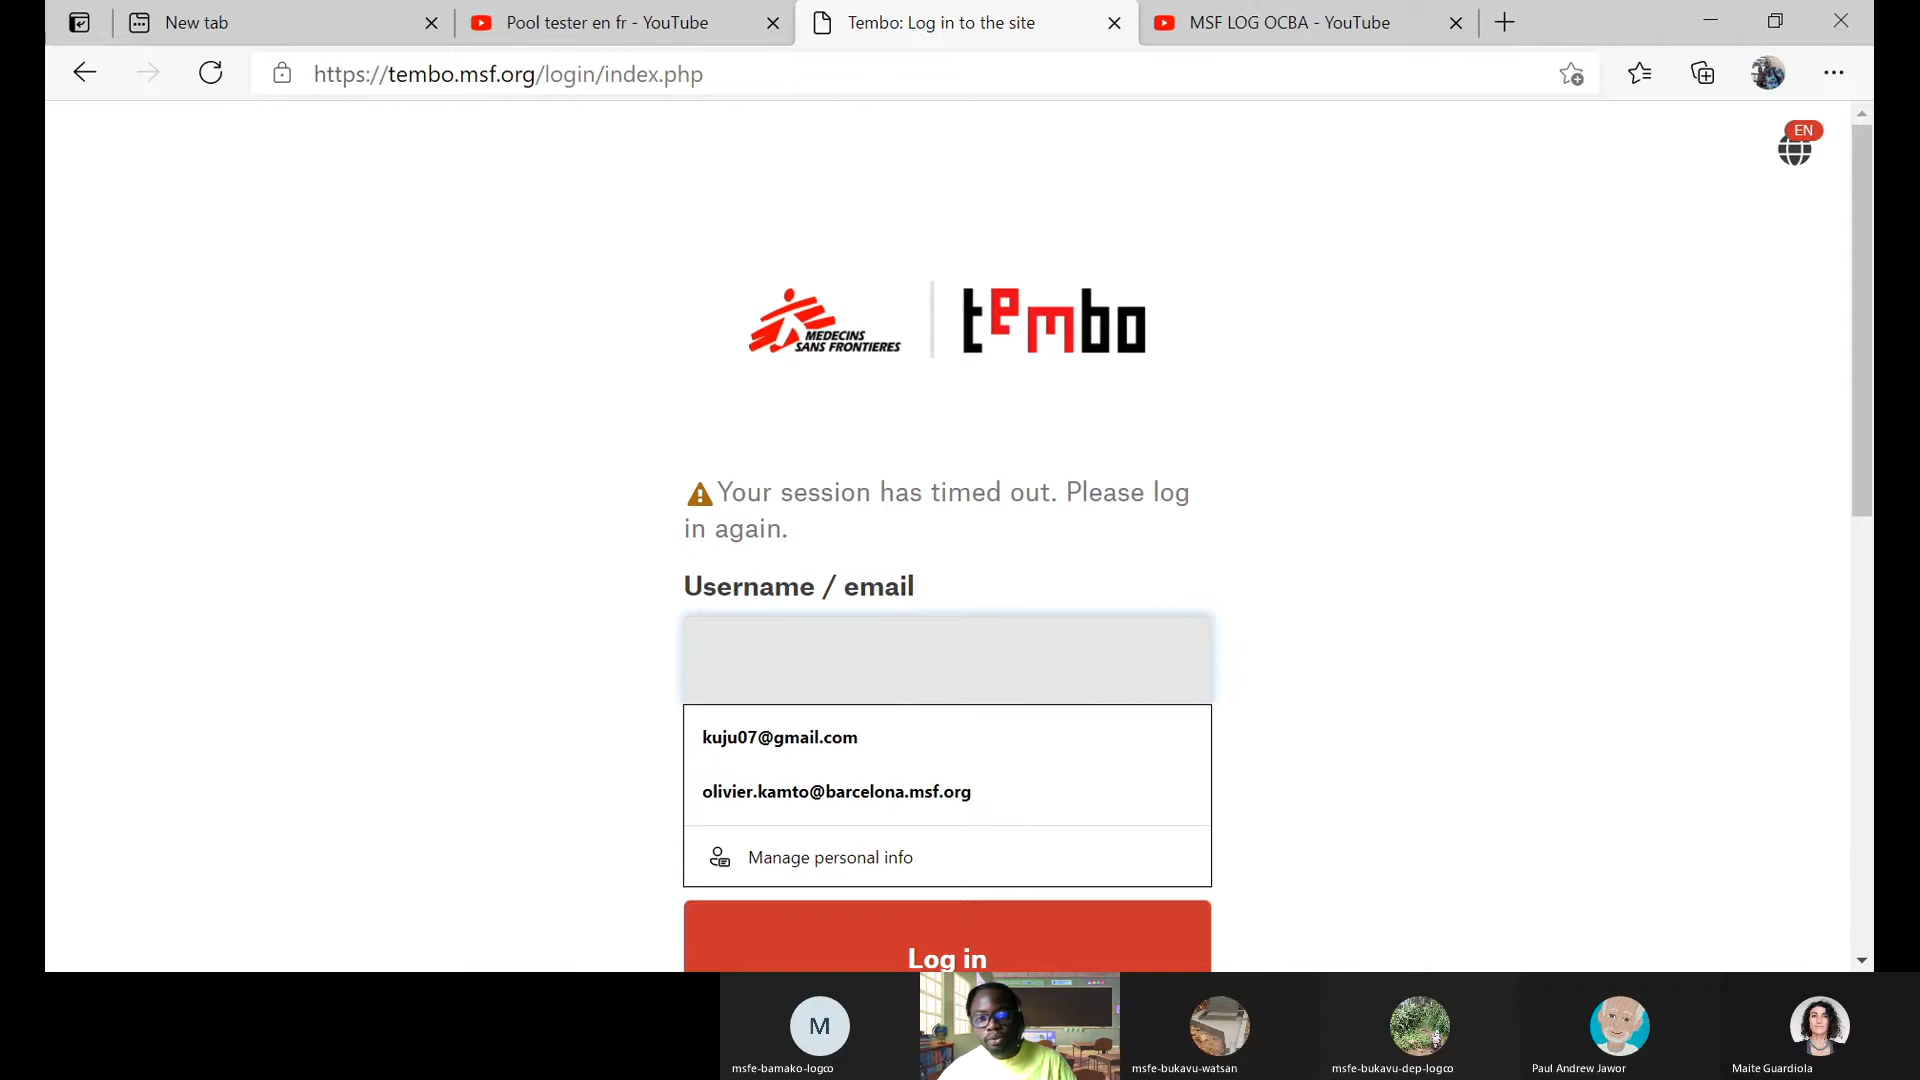 New tab
Pool tester en fr - YouTube
Tembo: Log in to the site
MSF LOG OCBA - YouTube
https://tembo.msf.org/login/index.php
EN
MEDECINS
SANS FRONTIERES
tembo
Your session has timed out. Please log
in again.
Username / email
kuju07@gmail.com
olivier.kamto@barcelona.msf.org
Manage personal info
Log in
M
msfe-bamako-logco
msfe-bukavu-watsan
msfe-bukavu-dep-logco
Paul Andrew Jawor
Maite Guardiola